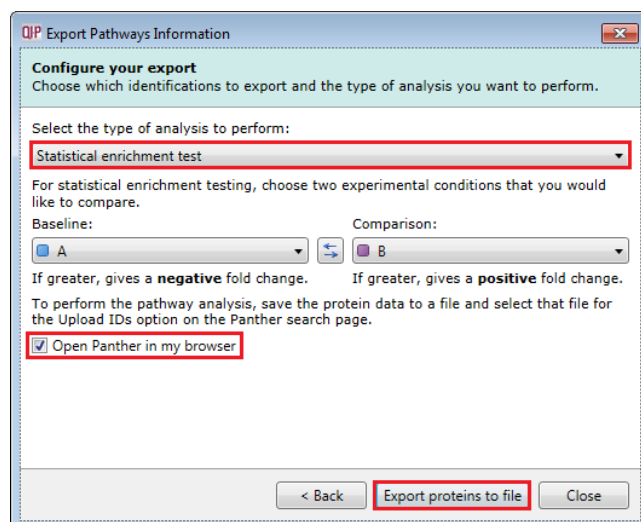 QIP Export Pathways Information
Configure your export
Choose which identifications to export and the type of analysis you want to perform.
Select the type of analysis to perform:
Statistical enrichment test
For statistical enrichment testing, choose two experimental conditions that you would
like to compare.
Baseline: Comparison:
A B
If greater, gives a negative fold change. If greater, gives a positive fold change.
To perform the pathway analysis, save the protein data to a file and select that file for
the Upload IDs option on the Panther search page.
Open Panther in my browser
< Back Export proteins to file Close